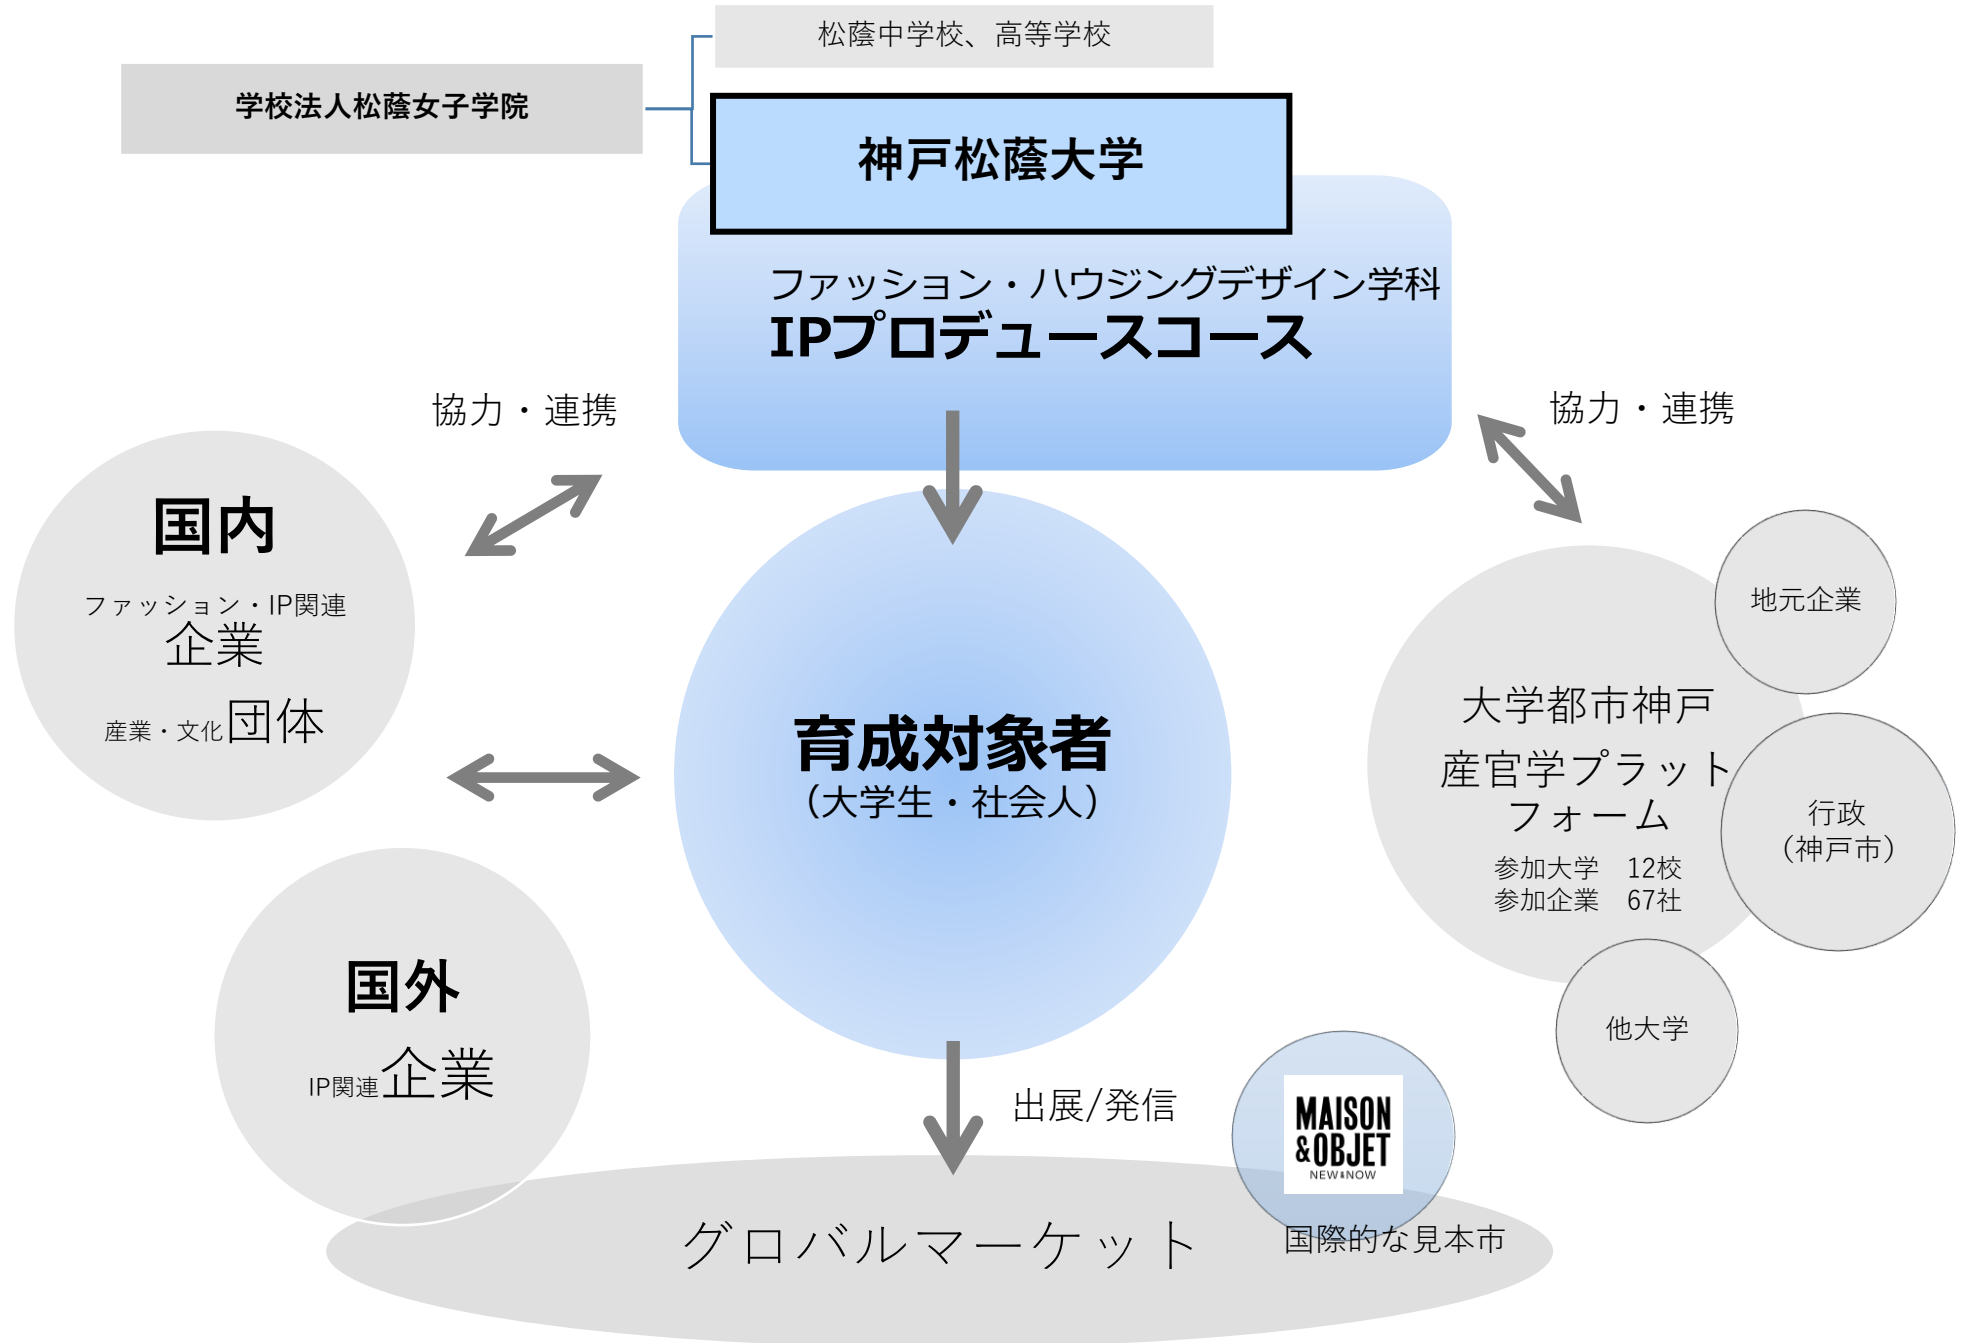 松蔭中学校、高等学校
学校法人松蔭女子学院
神戸松蔭大学
ファッション・ハウジングデザイン学科
IPプロデュースコース
協力・連携
協力・連携
国内
ファッション・IP関連
企業
産業・文化団体
国外
IP関連企業
育成対象者
（大学生・社会人）
大学都市神戸
産官学プラット
フォーム
参加大学　12校
参加企業　67社
地元企業
行政
（神戸市）
他大学
出展/発信
MAISON
&OBJET
NEW&NOW
国際的な見本市
グロバルマーケット